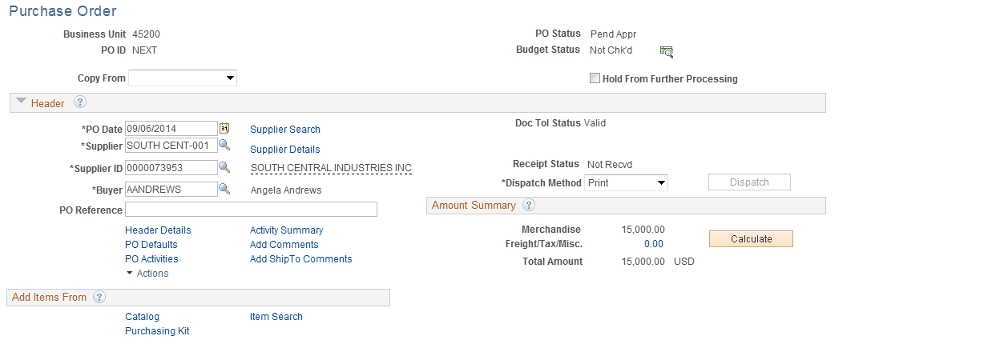 Purchase Order
Business Unit 45200 PO Status Pend Appr
PO ID NEXT Budget Status Not Chk'd
Copy From Hold From Further Processing
Header ?
*PO Date 09/06/2014 31 Supplier Search Doc Tol Status Valid
*Supplier SOUTH CENT-001 Supplier Details
*Supplier ID 0000073953 SOUTH CENTRAL INDUSTRIES INC Receipt Status Not Recvd
*Buyer AANDREWS Angela Andrews *Dispatch Method Print Dispatch
PO Reference Amount Summary ?
Header Details Activity Summary Merchandise 15,000.00 Calculate
PO Defaults Add Comments Freight/Tax/Misc. 0.00
PO Activities Add ShipTo Comments Total Amount 15,000.00 USD
Actions
Add Items From ?
Catalog Item Search
Purchasing Kit